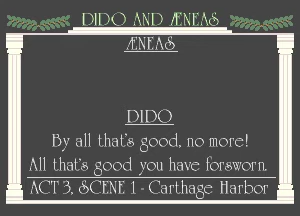 DIDO AND ÆNEAS
ÆNEAS
DIDO
By all that's good, no more!
All that's good you have forsworn.
ACT 3, SCENE 1 - Carthage Harbor